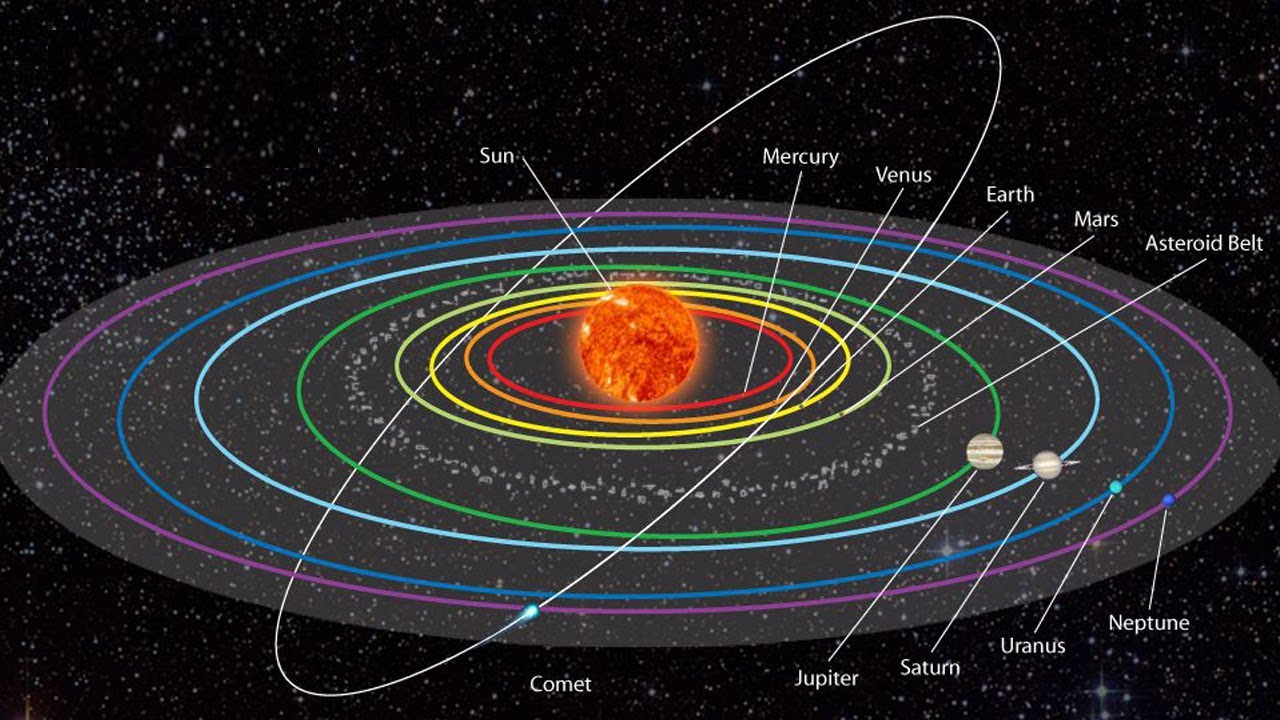 Sun
Mercury
Venus
Earth
Mars
Asteroid Belt
Neptune
Uranus
Saturn
Jupiter
Comet